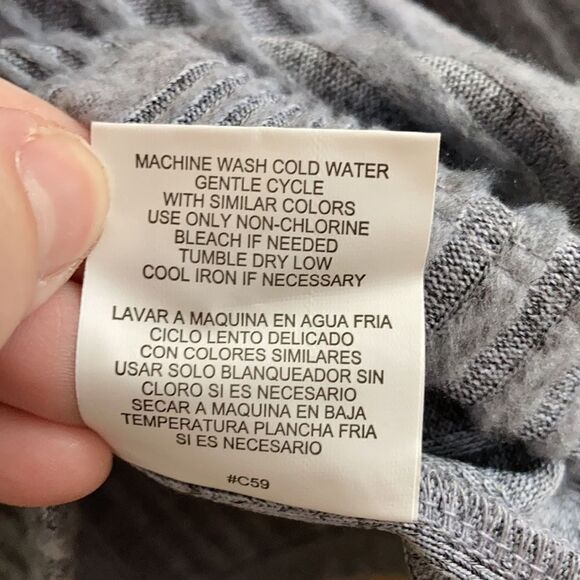 MACHINE WASH COLD WATER
GENTLE CYCLE
WITH SIMILAR COLORS
USE ONLY NON-CHLORINE
BLEACH IF NEEDED
TUMBLE DRY LOW
COOL IRON IF NECESSARY
LAVAR A MAQUINA EN AGUA FRIA
CICLO LENTO DELICADO
CON COLORES SIMILARES
USAR SOLO BLANQUEADOR SIN
CLORO SI ES NECESARIO
SECAR A MAQUINA EN BAJA
TEMPERATURA PLANCHA FRIA
SI ES NECESARIO
#C59